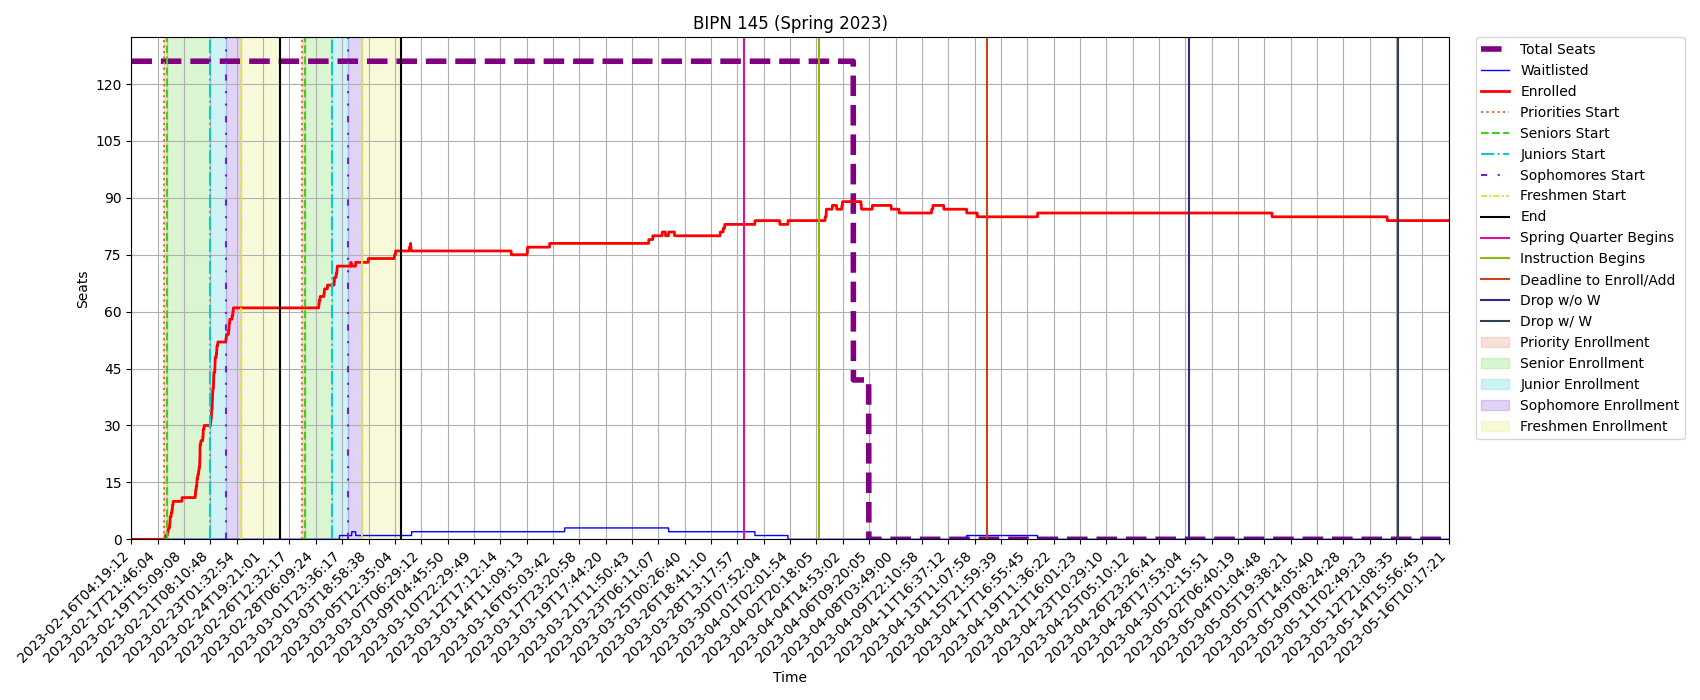 BIPN 145 (Spring 2023)
Seats
120
105
90
75
60
45
30
15
0
2023-02-16T04:19:12
2023-02-17T21:46:04
2023-02-19T15:09:08
2023-02-21T08:10:48
2023-02-23T01:32:54
2023-02-24T19:21:01
2023-02-26T12:32:17
2023-02-28T06:09:24
2023-03-01T23:36:17
2023-03-03T18:58:38
2023-03-05T12:35:04
2023-03-07T06:29:12
2023-03-09T04:45:50
2023-03-10T22:29:49
2023-03-12T17:12:14
2023-03-14T11:09:13
2023-03-16T05:03:42
2023-03-17T23:20:58
2023-03-19T17:44:20
2023-03-21T11:50:43
2023-03-23T06:11:07
2023-03-25T00:26:40
2023-03-26T18:41:10
2023-03-28T13:17:57
2023-03-30T07:52:04
2023-04-01T02:01:54
2023-04-02T20:18:05
2023-04-04T14:53:02
2023-04-06T09:20:05
2023-04-08T03:49:00
2023-04-09T22:10:58
2023-04-11T16:37:12
2023-04-13T11:07:58
2023-04-15T21:59:39
2023-04-17T16:55:45
2023-04-19T11:36:22
2023-04-21T06:01:23
2023-04-23T10:29:10
2023-04-25T05:10:12
2023-04-26T23:26:41
2023-04-28T17:53:04
2023-04-30T12:15:51
2023-05-02T06:40:19
2023-05-04T01:04:48
2023-05-05T19:38:21
2023-05-07T14:05:40
2023-05-09T08:24:28
2023-05-11T02:49:23
2023-05-12T21:08:35
2023-05-14T15:56:45
2023-05-16T10:17:21
Time
Total Seats
Waitlisted
Enrolled
Priorities Start
Seniors Start
Juniors Start
Sophomores Start
Freshmen Start
End
Spring Quarter Begins
Instruction Begins
Deadline to Enroll/Add
Drop w/o W
Drop w/ W
Priority Enrollment
Senior Enrollment
Junior Enrollment
Sophomore Enrollment
Freshmen Enrollment